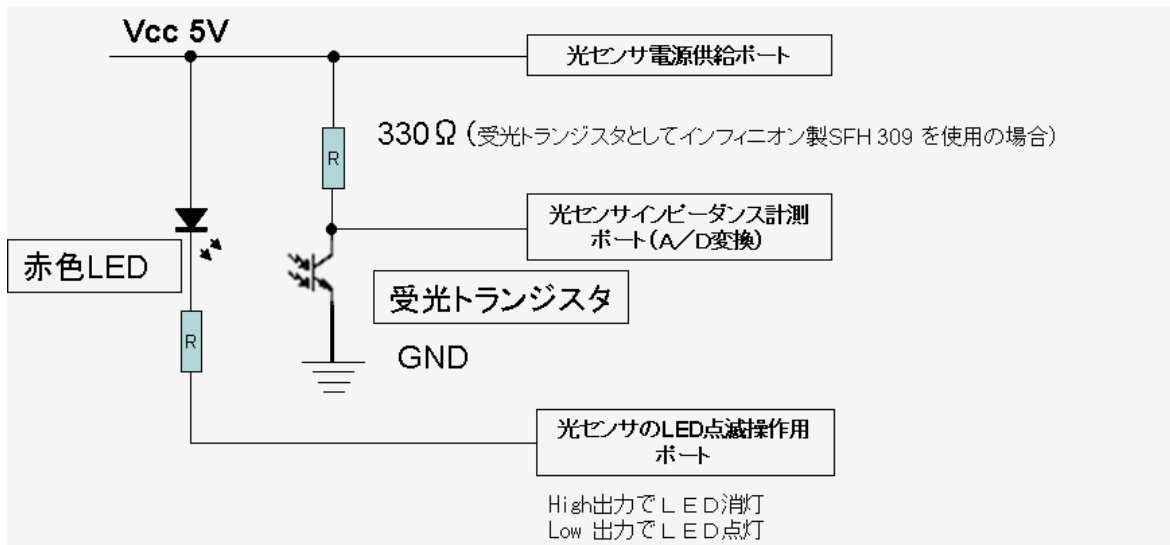 Vcc 5V
光センサ電源供給ポート
330Ω（受光トランジスタとしてインフィニオン製SFH 309 を使用の場合）
R
光センサインピーダンス計測
ポート（A／D変換）
赤色LED
受光トランジスタ
R
GND
光センサのLED点滅操作用
ポート
High出力でＬＥＤ消灯
Low 出力でＬＥＤ点灯